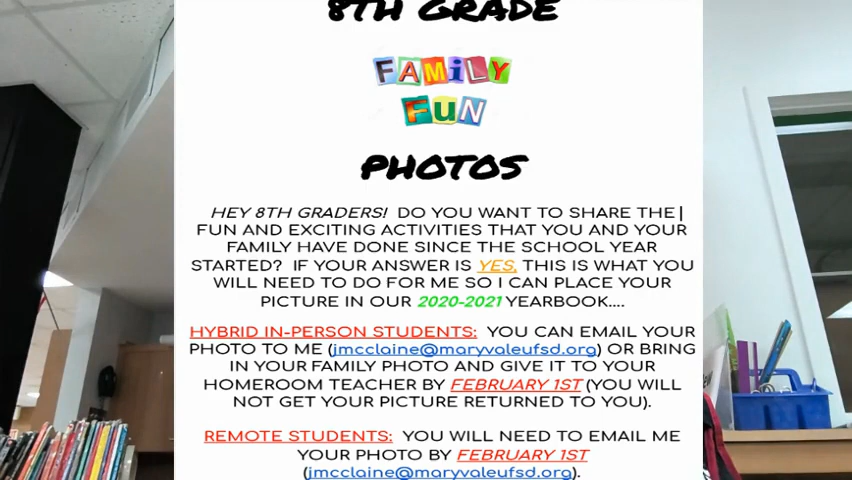 8TH GRADE
FAMiLY
FUN
PHOTOS
HEY 8TH GRADERS! DO YOU WANT TO SHARE THE
FUN AND EXCITING ACTIVITIES THAT YOU AND YOUR
FAMILY HAVE DONE SINCE THE SCHOOL YEAR
STARTED? IF YOUR ANSWER IS YES, THIS IS WHAT YOU
WILL NEED TO DO FOR ME SO I CAN PLACE YOUR
PICTURE IN OUR 2020-2021 YEARBOOK....
HYBRID IN-PERSON STUDENTS: YOU CAN EMAIL YOUR
PHOTO TO ME (jmcclaine@maryvaleufsd.org) OR BRING
IN YOUR FAMILY PHOTO AND GIVE IT TO YOUR
HOMEROOM TEACHER BY FEBRUARY 1ST (YOU WILL
NOT GET YOUR PICTURE RETURNED TO YOU).
REMOTE STUDENTS: YOU WILL NEED TO EMAIL ME
YOUR PHOTO BY FEBRUARY 1ST
(jmcclaine@maryvaleufsd.org).